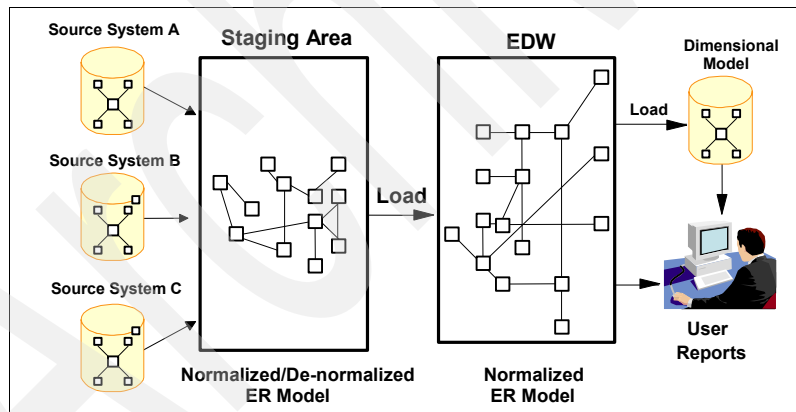 Source System A
Staging Area
EDW
Dimensional
Model
Load
Source System B
Load
Source System C
User
Reports
Normalized/De-normalized
ER Model
Normalized
ER Model